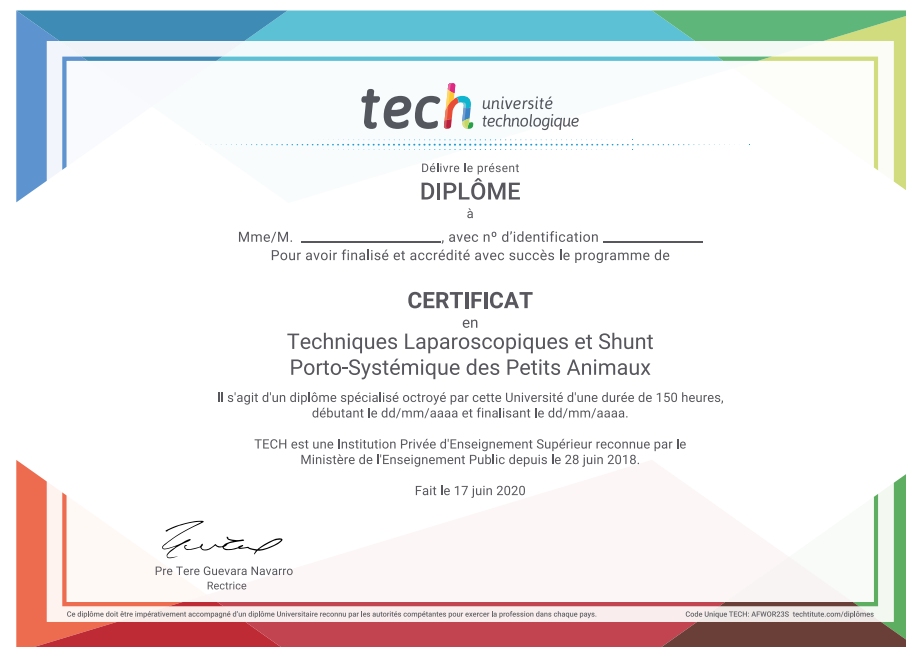 tech université
technologique
Délivre le présent
DIPLÔME
à
Mme/M. ____________________, avec nº d'identification ______________
Pour avoir finalisé et accrédité avec succès le programme de
CERTIFICAT
en
Techniques Laparoscopiques et Shunt
Porto-Systémique des Petits Animaux
Il s'agit d'un diplôme spécialisé octroyé par cette Université d'une durée de 150 heures,
débutant le dd/mm/aaaa et finalisant le dd/mm/aaaa.
TECH est une Institution Privée d'Enseignement Supérieur reconnue par le
Ministère de l'Enseignement Public depuis le 28 juin 2018.
Fait le 17 juin 2020
Pre Tere Guevara Navarro
Rectrice
Ce diplôme doit être impérativement accompagné d'un diplôme Universitaire reconnu par les autorités compétantes pour exercer la profession dans chaque pays.
Code Unique TECH: AFWOR23S techtitute.com/diplômes